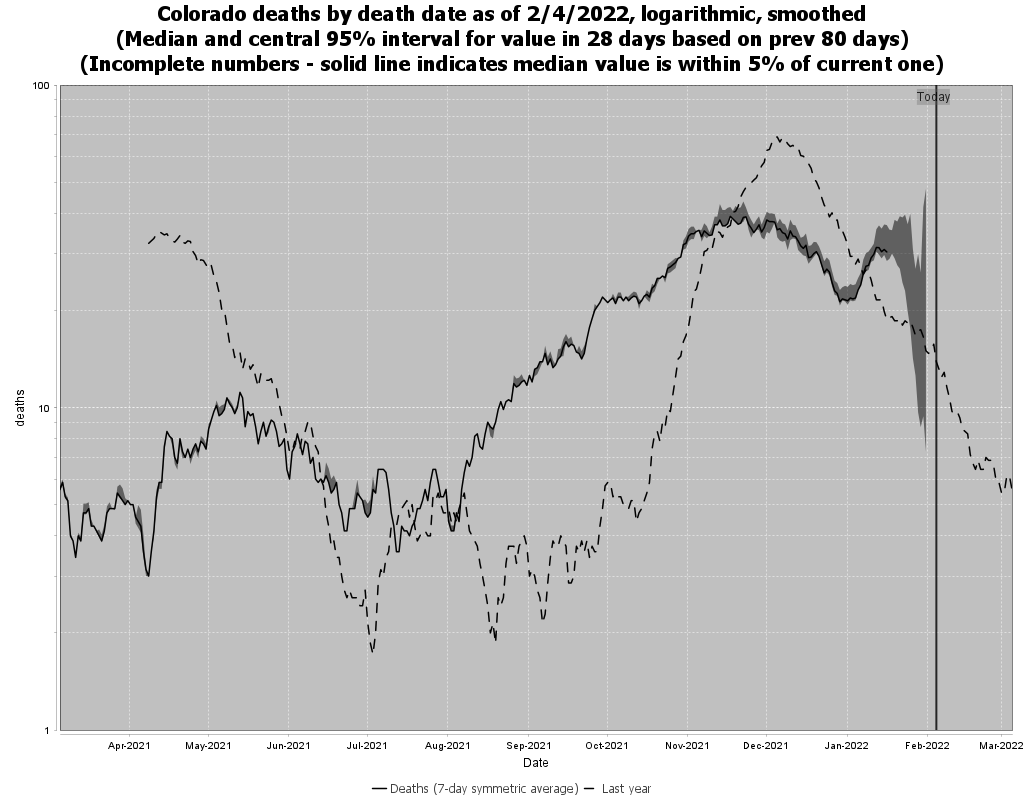 Colorado deaths by death date as of 2/4/2022, logarithmic, smoothed
(Median and central 95% interval for value in 28 days based on prev 80 days)
(Incomplete numbers - solid line indicates median value is within 5% of current one)
100
Today
deaths
10
1
Apr-2021 May-2021 Jun-2021 Jul-2021 Aug-2021 Sep-2021 Oct-2021 Nov-2021 Dec-2021 Jan-2022 Feb-2022 Mar-2022
Date
Deaths (7-day symmetric average) Last year